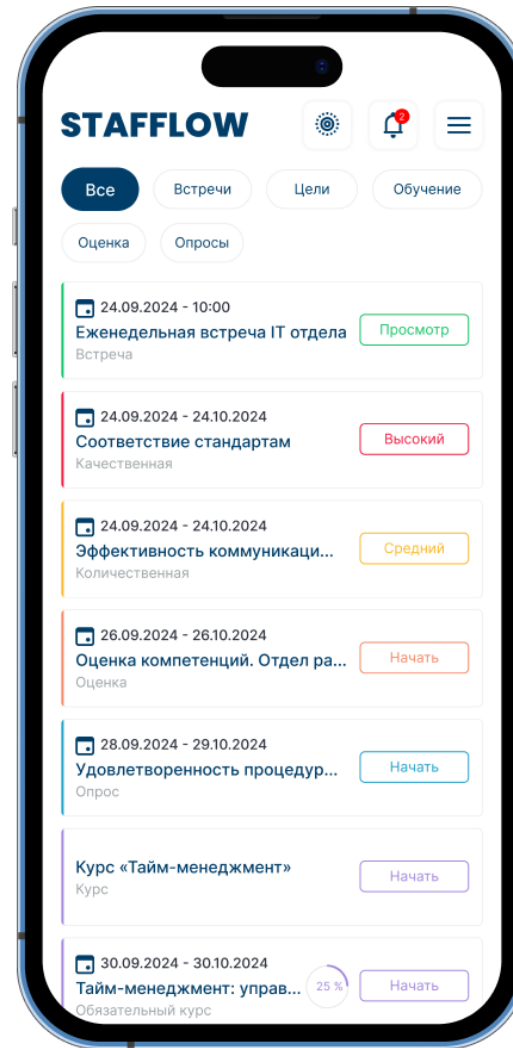 STAFFLOW
2
Все Встречи Цели Обучение
Оценка Опросы
24.09.2024 - 10:00
Еженедельная встреча IT отдела
Просмотр
Встреча
24.09.2024 - 24.10.2024
Соответствие стандартам
Высокий
Качественная
24.09.2024 - 24.10.2024
Эффективность коммуникаци...
Средний
Количественная
26.09.2024 - 26.10.2024
Оценка компетенций. Отдел ра...
Начать
Оценка
28.09.2024 - 29.10.2024
Удовлетворенность процедур...
Начать
Опрос
Курс «Тайм-менеджмент»
Начать
Курс
30.09.2024 - 30.10.2024
Тайм-менеджмент: управ...
25 %
Начать
Обязательный курс